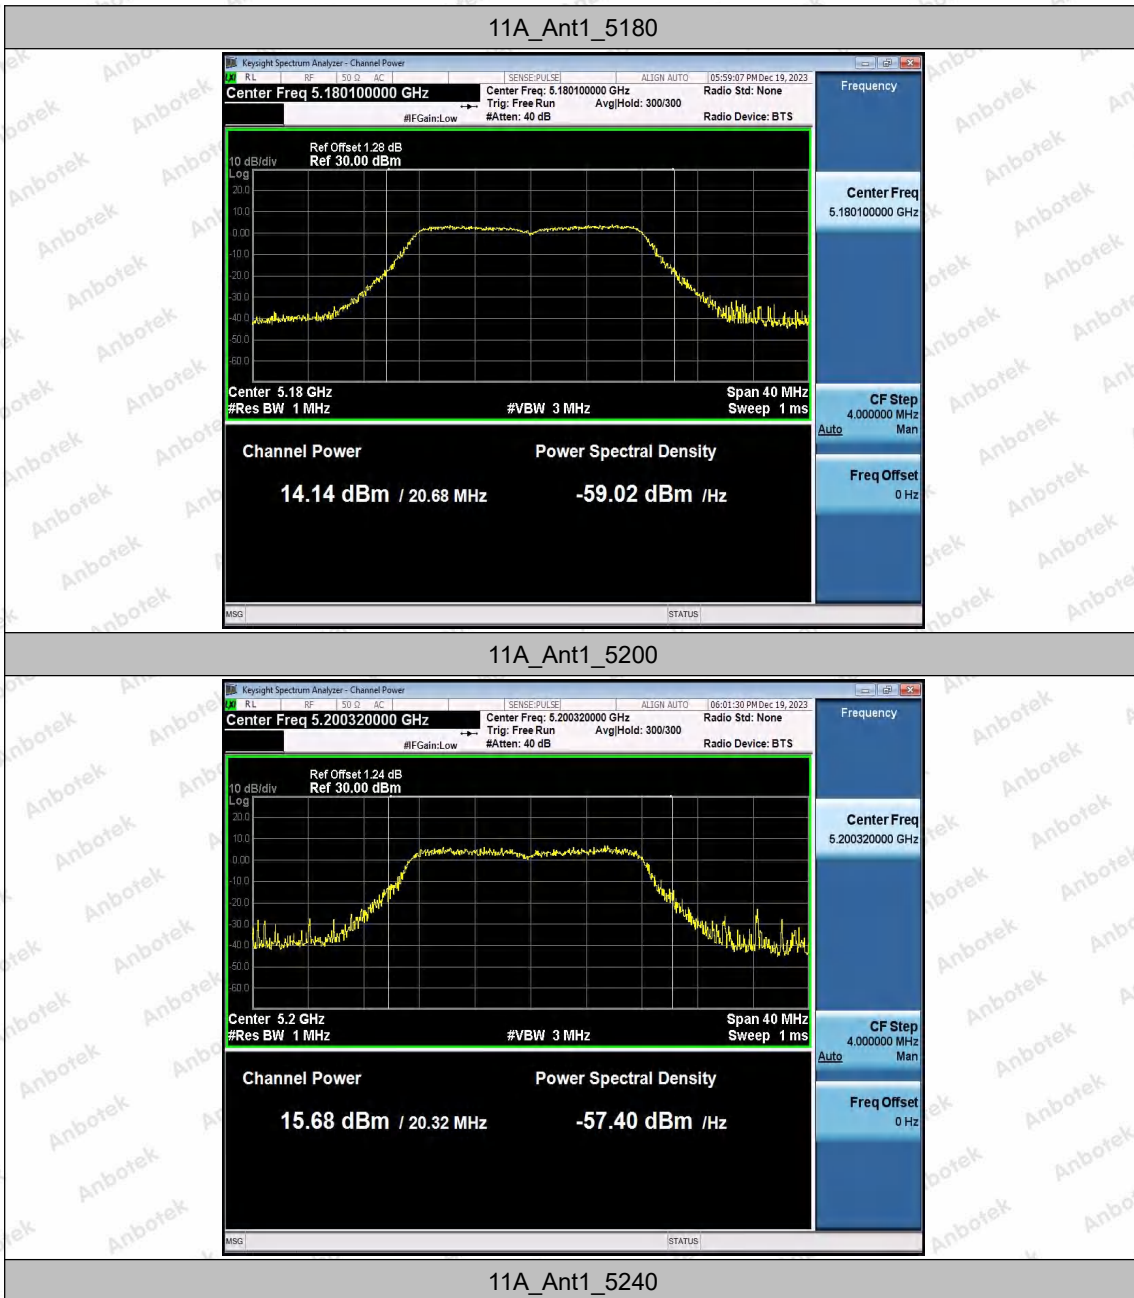 11A_Ant1_5180
Keysight Spectrum Analyzer - Channel Power
LXI RL RF 50 Ω AC SENSE:PULSE ALIGN AUTO 05:59:07 PM Dec 19, 2023
Center Freq 5.180100000 GHz Center Freq: 5.180100000 GHz Radio Std: None Frequency
Trig: Free Run Avg|Hold: 300/300
#IFGain:Low #Atten: 40 dB Radio Device: BTS
Ref Offset 1.28 dB
10 dB/div Ref 30.00 dBm
Log
20.0
10.0
0.00
-10.0
-20.0
-30.0
-40.0
-50.0
-60.0
Center Freq
5.180100000 GHz
Center 5.18 GHz Span 40 MHz
#Res BW 1 MHz #VBW 3 MHz Sweep 1 ms
CF Step
4.000000 MHz
Auto Man
Channel Power Power Spectral Density
14.14 dBm / 20.68 MHz -59.02 dBm /Hz
Freq Offset
0 Hz
MSG STATUS
11A_Ant1_5200
Keysight Spectrum Analyzer - Channel Power
LXI RL RF 50 Ω AC SENSE:PULSE ALIGN AUTO 06:01:30 PM Dec 19, 2023
Center Freq 5.200320000 GHz Center Freq: 5.200320000 GHz Radio Std: None Frequency
Trig: Free Run Avg|Hold: 300/300
#IFGain:Low #Atten: 40 dB Radio Device: BTS
Ref Offset 1.24 dB
10 dB/div Ref 30.00 dBm
Log
20.0
10.0
0.00
-10.0
-20.0
-30.0
-40.0
-50.0
-60.0
Center Freq
5.200320000 GHz
Center 5.2 GHz Span 40 MHz
#Res BW 1 MHz #VBW 3 MHz Sweep 1 ms
CF Step
4.000000 MHz
Auto Man
Channel Power Power Spectral Density
15.68 dBm / 20.32 MHz -57.40 dBm /Hz
Freq Offset
0 Hz
MSG STATUS
11A_Ant1_5240
Anbotek